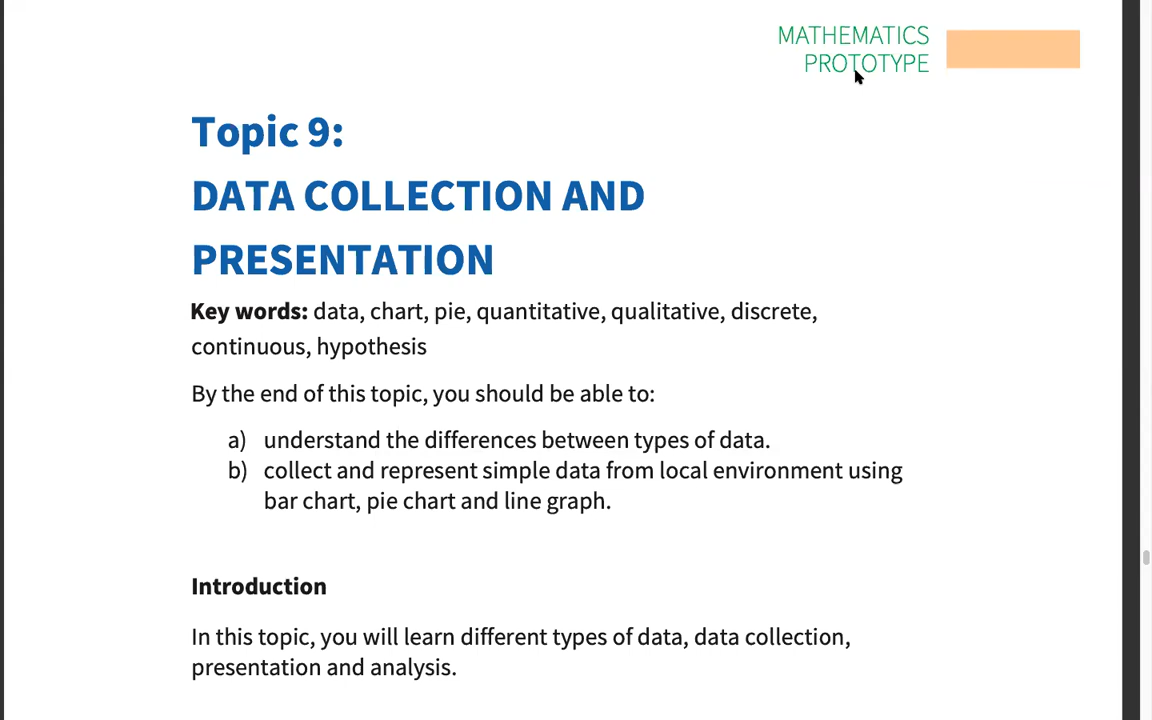 MATHEMATICS
PROTOTYPE
Topic 9:
DATA COLLECTION AND
PRESENTATION
Key words: data, chart, pie, quantitative, qualitative, discrete,
continuous, hypothesis
By the end of this topic, you should be able to:
a) understand the differences between types of data.
b) collect and represent simple data from local environment using
bar chart, pie chart and line graph.
Introduction
In this topic, you will learn different types of data, data collection,
presentation and analysis.